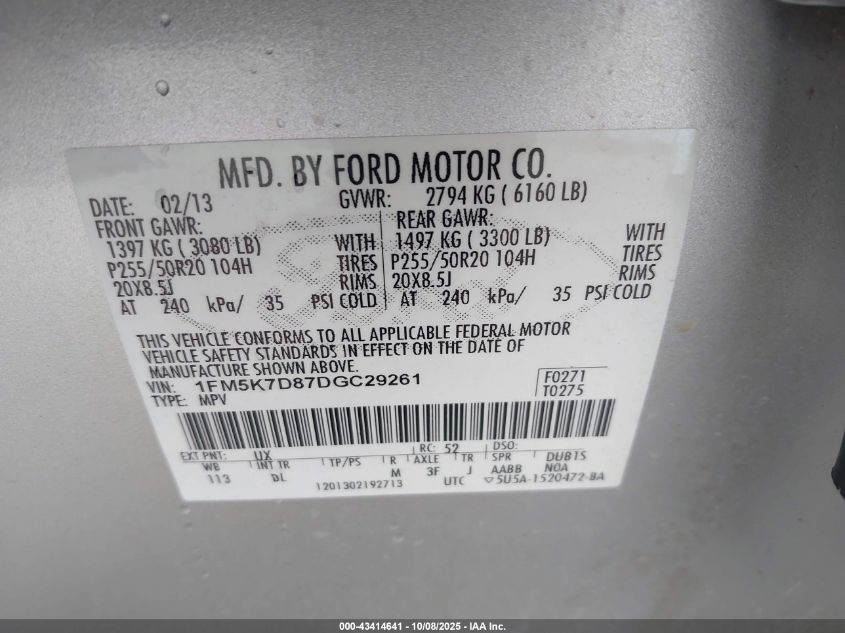 MFD. BY FORD MOTOR CO.
DATE: 02/13 GVWR: 2794 KG ( 6160 LB)
FRONT GAWR: REAR GAWR:
1397 KG ( 3080 LB) WITH 1497 KG ( 3300 LB) WITH
P255/50R20 104H TIRES P255/50R20 104H TIRES
20X8.5J RIMS 20X8.5J RIMS
AT 240 kPa/ 35 PSI COLD AT 240 kPa/ 35 PSI COLD
THIS VEHICLE CONFORMS TO ALL APPLICABLE FEDERAL MOTOR
VEHICLE SAFETY STANDARDS IN EFFECT ON THE DATE OF
MANUFACTURE SHOWN ABOVE.
VIN: 1FM5K7D87DGC29261 F0271
TYPE: MPV T0275
EXT PNT: UX RC: 52 DSO:
WB INT TR TP/PS R AXLE TR SPR DUBTS
113 DL M 3F J AABB NOA
1201302192713 UTC ▽5U5A-1520472-BA
000-43414641 - 10/08/2025 - IAA Inc.